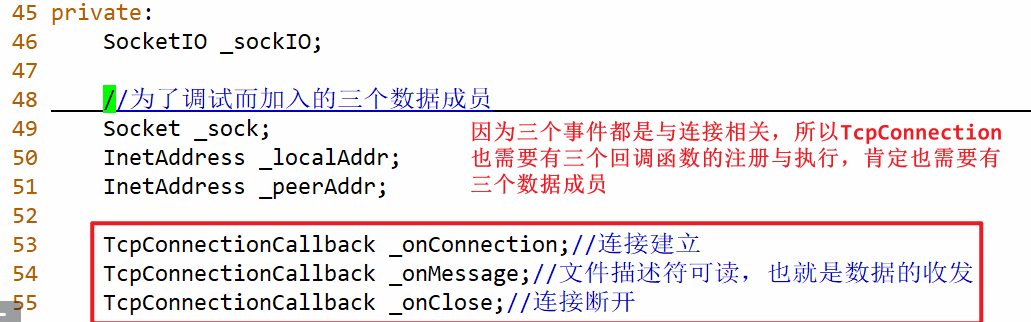 45 private:
46     SocketIO _sockIO;
47
48     //为了调试而加入的三个数据成员
49     Socket _sock;
50     InetAddress _localAddr;
51     InetAddress _peerAddr;
因为三个事件都是与连接相关，所以TcpConnection
也需要有三个回调函数的注册与执行，肯定也需要有
三个数据成员
52
53     TcpConnectionCallback _onConnection;//连接建立
54     TcpConnectionCallback _onMessage;//文件描述符可读，也就是数据的收发
55     TcpConnectionCallback _onClose;//连接断开